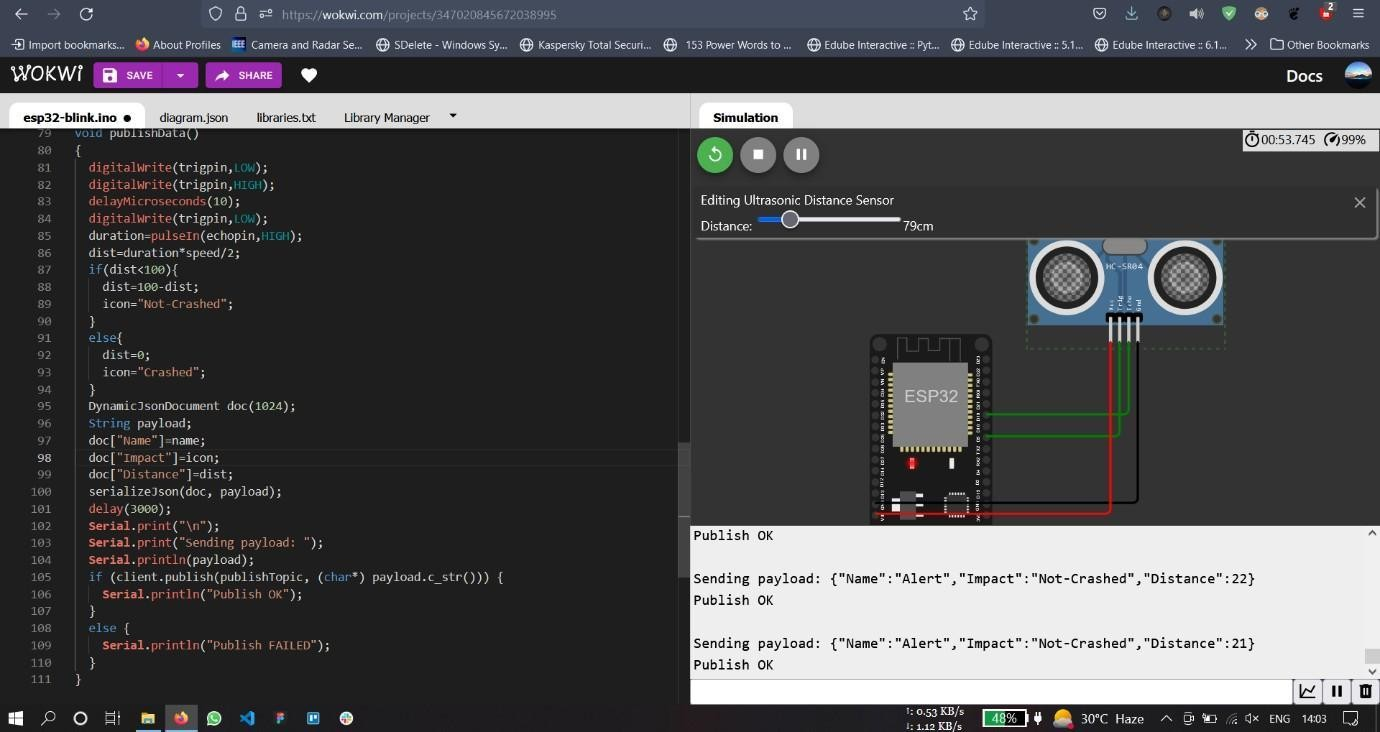 https://wokwi.com/projects/347020845672038995
2
Import bookmarks... About Profiles IEEE Camera and Radar Se... SDelete - Windows Sy... Kaspersky Total Securi... 153 Power Words to ... Edube Interactive :: Pyt... Edube Interactive :: 5.1... Edube Interactive :: 6.1... Other Bookmarks
WOKWI SAVE SHARE Docs
esp32-blink.ino ● diagram.json libraries.txt Library Manager
79 void publishData()
80 {
81 digitalWrite(trigpin,LOW);
82 digitalWrite(trigpin,HIGH);
83 delayMicroseconds(10);
84 digitalWrite(trigpin,LOW);
85 duration=pulseIn(echopin,HIGH);
86 dist=duration*speed/2;
87 if(dist<100){
88 dist=100-dist;
89 icon="Not-Crashed";
90 }
91 else{
92 dist=0;
93 icon="Crashed";
94 }
95 DynamicJsonDocument doc(1024);
96 String payload;
97 doc["Name"]=name;
98 doc["Impact"]=icon;
99 doc["Distance"]=dist;
100 serializeJson(doc, payload);
101 delay(3000);
102 Serial.print("\n");
103 Serial.print("Sending payload: ");
104 Serial.println(payload);
105 if (client.publish(publishTopic, (char*) payload.c_str())) {
106 Serial.println("Publish OK");
107 }
108 else {
109 Serial.println("Publish FAILED");
110 }
111 }
Simulation
00:53.745 99%
Editing Ultrasonic Distance Sensor
Distance: 79cm
HC-SR04
Vcc Trig Echo Gnd
ESP32
Publish OK
Sending payload: {"Name":"Alert","Impact":"Not-Crashed","Distance":22}
Publish OK
Sending payload: {"Name":"Alert","Impact":"Not-Crashed","Distance":21}
Publish OK
↑: 0.53 KB/s
↓: 1.12 KB/s
48% 30°C Haze ENG 14:03